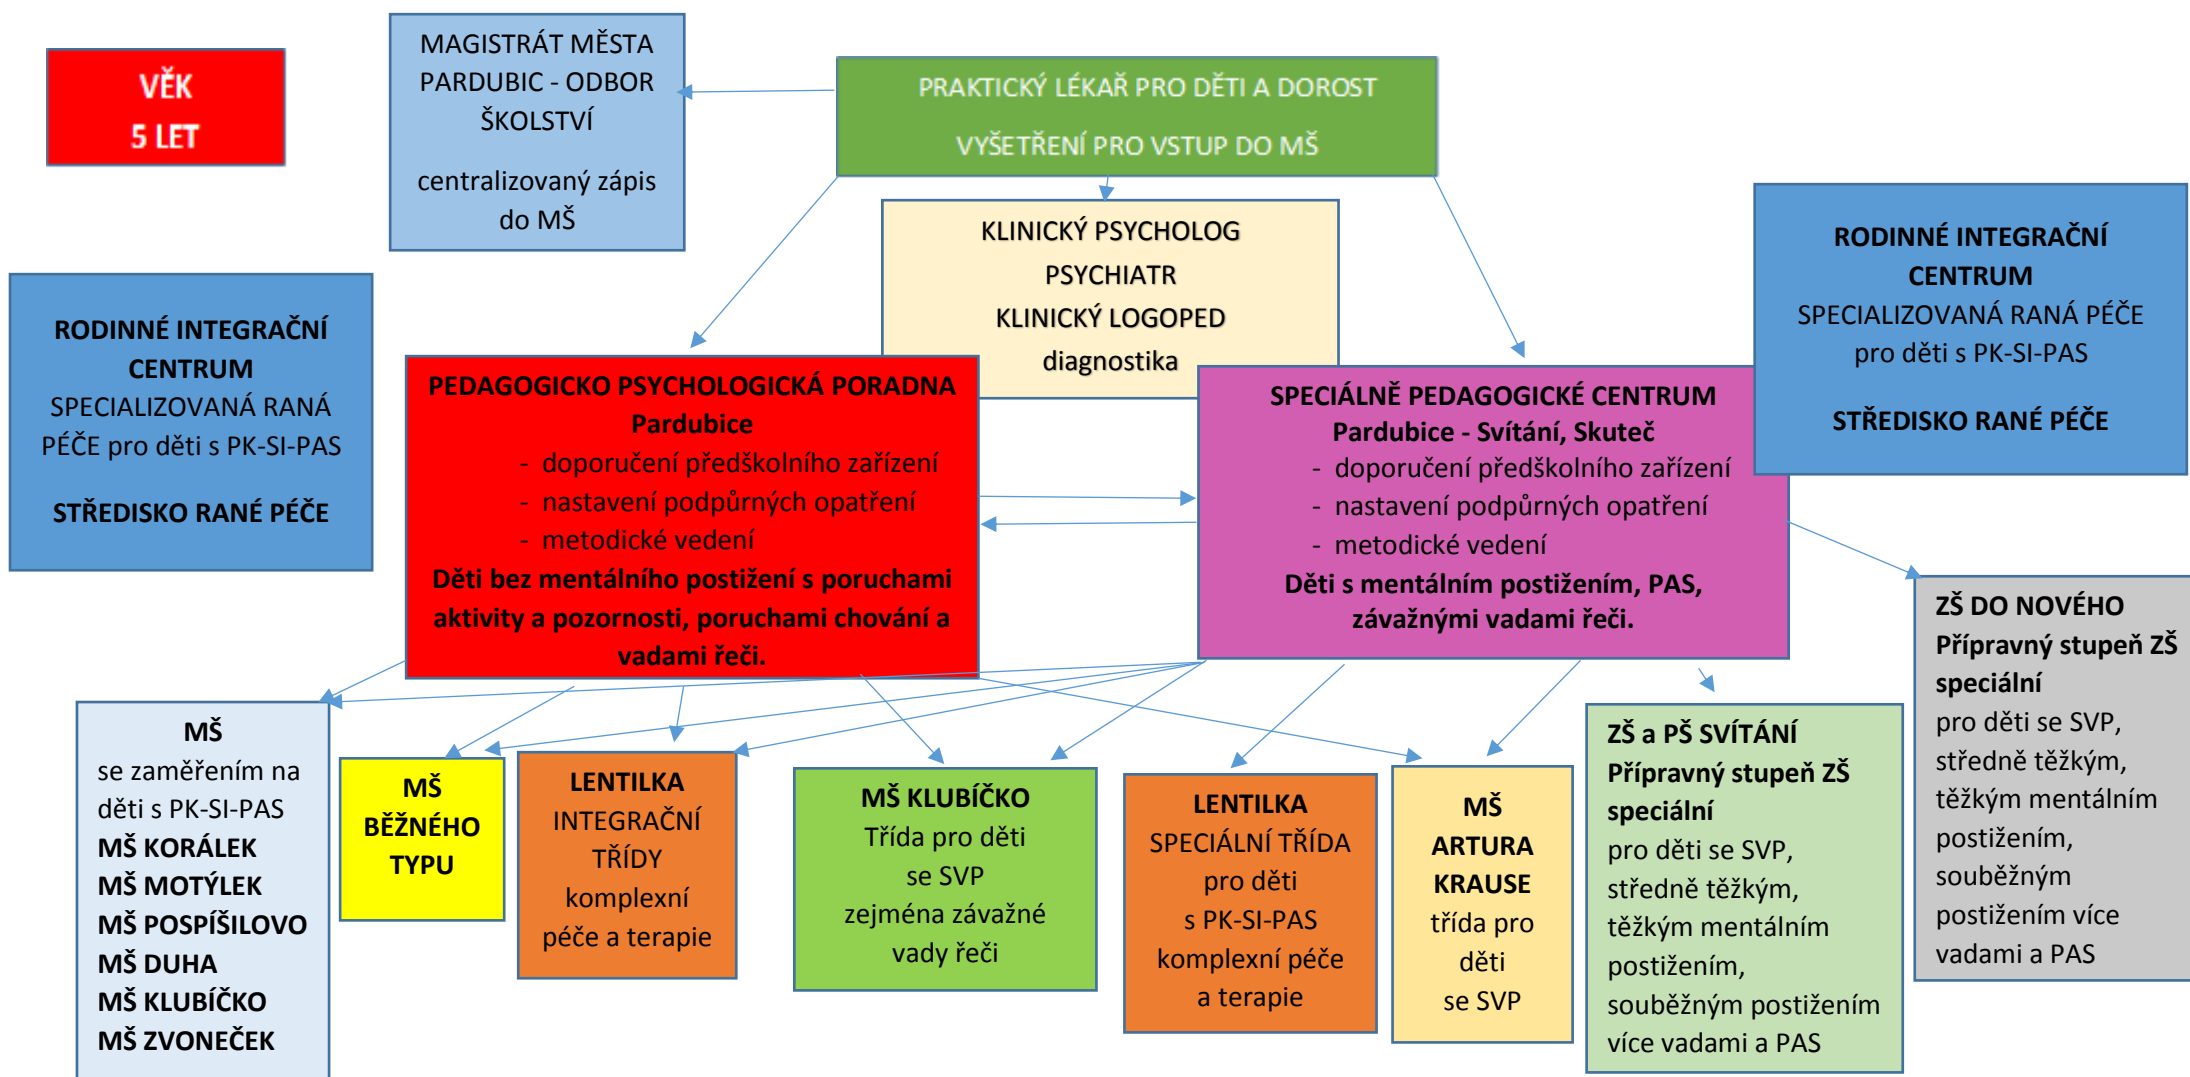 VĚK
5 LET
MAGISTRÁT MĚSTA
PARDUBIC - ODBOR
ŠKOLSTVÍ
centralizovaný zápis
do MŠ
PRAKTICKÝ LÉKAŘ PRO DĚTI A DOROST
VYŠETŘENÍ PRO VSTUP DO MŠ
KLINICKÝ PSYCHOLOG
PSYCHIATR
KLINICKÝ LOGOPED
diagnostika
RODINNÉ INTEGRAČNÍ
CENTRUM
SPECIALIZOVANÁ RANÁ PÉČE
pro děti s PK-SI-PAS
STŘEDISKO RANÉ PÉČE
RODINNÉ INTEGRAČNÍ
CENTRUM
SPECIALIZOVANÁ RANÁ
PÉČE pro děti s PK-SI-PAS
STŘEDISKO RANÉ PÉČE
PEDAGOGICKO PSYCHOLOGICKÁ PORADNA
Pardubice
- doporučení předškolního zařízení
- nastavení podpůrných opatření
- metodické vedení
Děti bez mentálního postižení s poruchami
aktivity a pozornosti, poruchami chování a
vadami řeči.
SPECIÁLNĚ PEDAGOGICKÉ CENTRUM
Pardubice - Svítání, Skuteč
- doporučení předškolního zařízení
- nastavení podpůrných opatření
- metodické vedení
Děti s mentálním postižením, PAS,
závažnými vadami řeči.
MŠ
se zaměřením na
děti s PK-SI-PAS
MŠ KORÁLEK
MŠ MOTÝLEK
MŠ POSPÍŠILOVO
MŠ DUHA
MŠ KLUBÍČKO
MŠ ZVONEČEK
MŠ
BĚŽNÉHO
TYPU
LENTILKA
INTEGRAČNÍ
TŘÍDY
komplexní
péče a terapie
MŠ KLUBÍČKO
Třída pro děti
se SVP
zejména závažné
vady řeči
LENTILKA
SPECIÁLNÍ TŘÍDA
pro děti
s PK-SI-PAS
komplexní péče
a terapie
MŠ
ARTURA
KRAUSE
třída pro
děti
se SVP
ZŠ a PŠ SVÍTÁNÍ
Přípravný stupeň ZŠ
speciální
pro děti se SVP,
středně těžkým,
těžkým mentálním
postižením,
souběžným postižením
více vadami a PAS
ZŠ DO NOVÉHO
Přípravný stupeň ZŠ
speciální
pro děti se SVP,
středně těžkým,
těžkým mentálním
postižením,
souběžným
postižením více
vadami a PAS